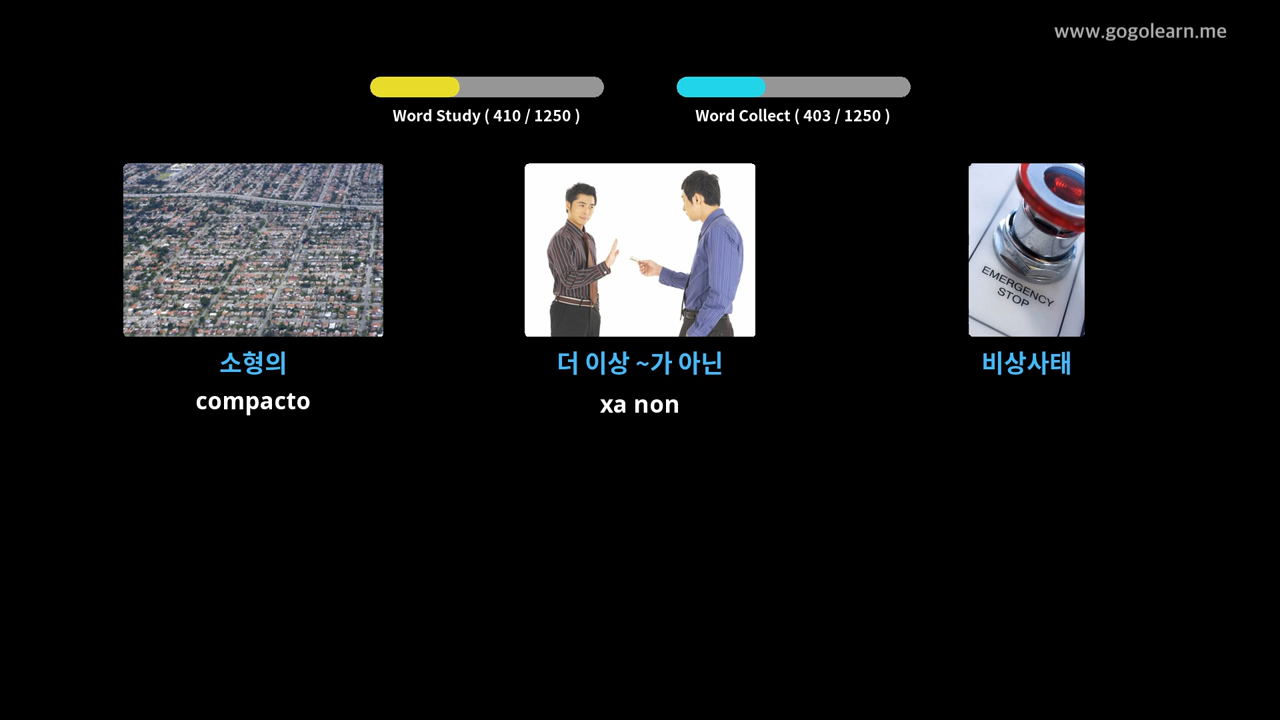 www.gogolearn.me
Word Study ( 410 / 1250 )
Word Collect ( 403 / 1250 )
EMERGENCY
STOP
소형의
compacto
더 이상 ~가 아닌
xa non
비상사태